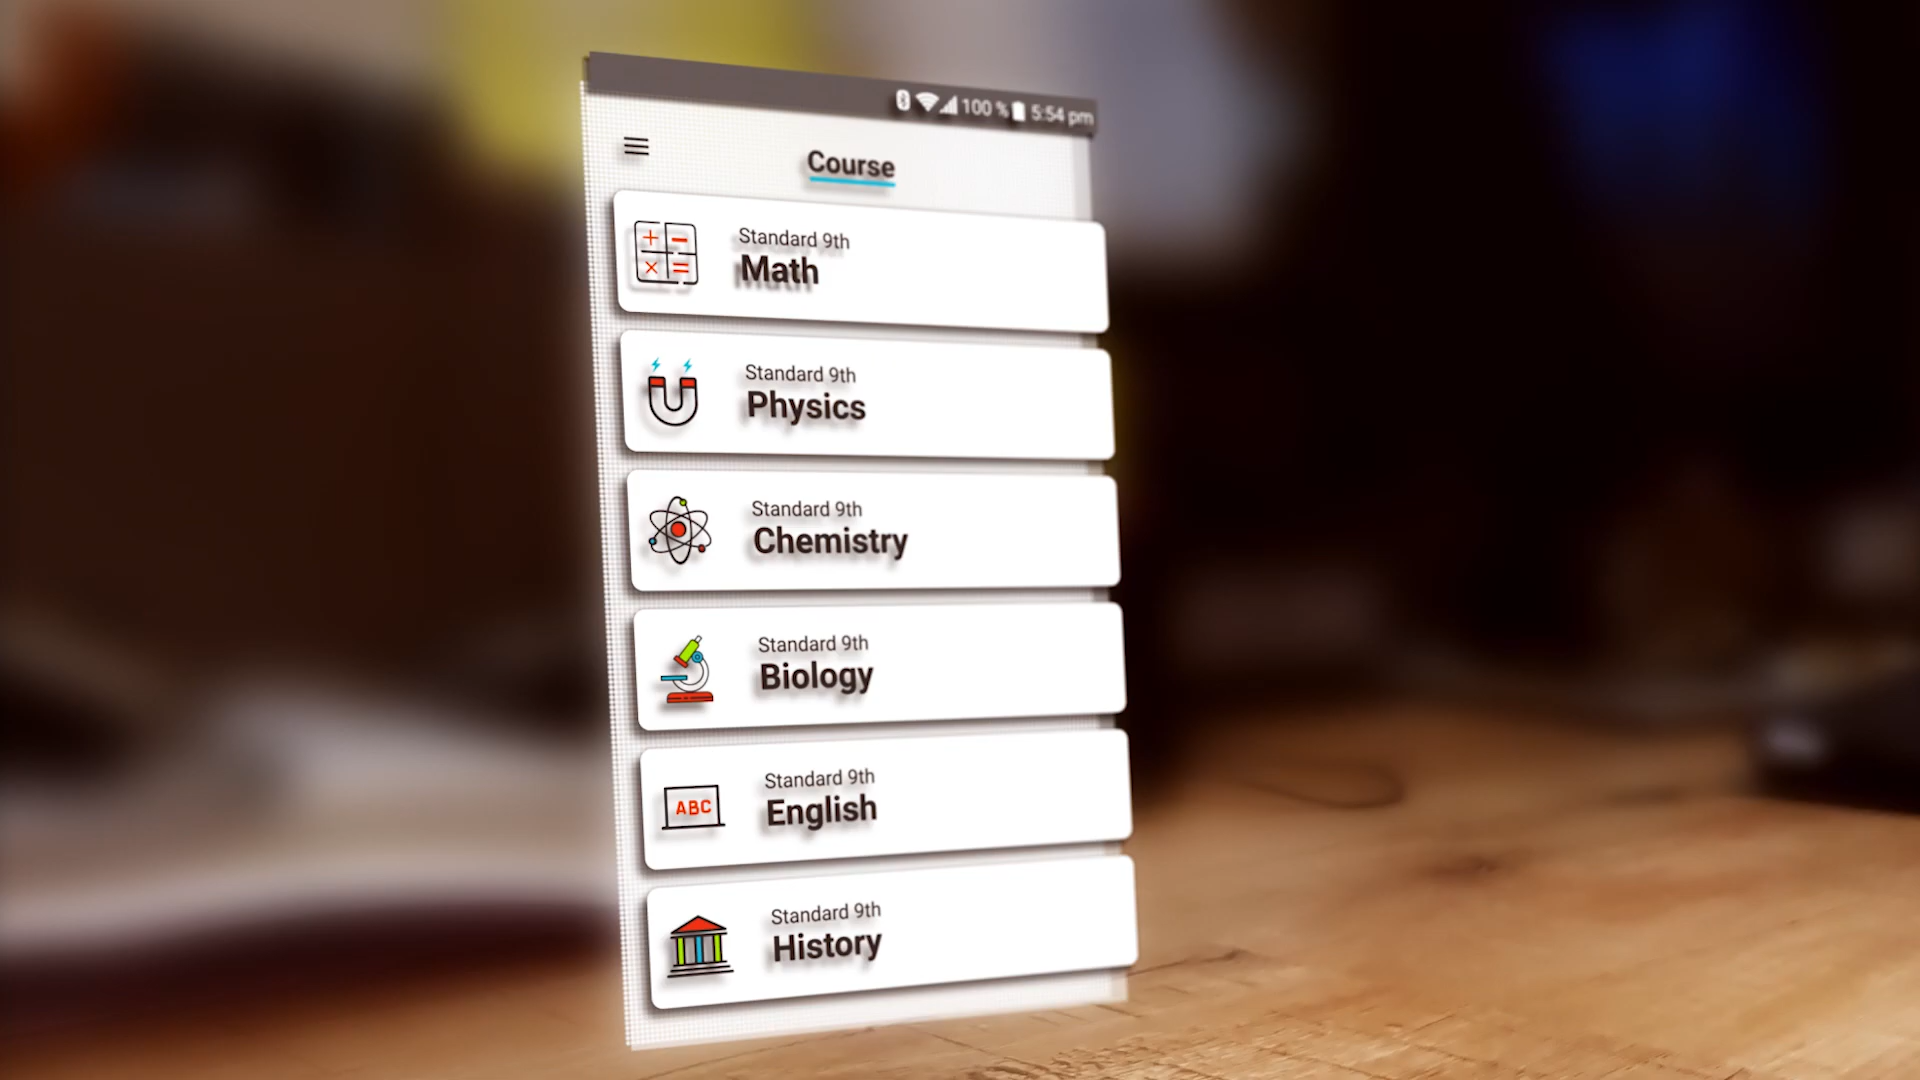 100 % 5:54 pm
Course
Standard 9th
Math
Standard 9th
Physics
Standard 9th
Chemistry
Standard 9th
Biology
ABC
Standard 9th
English
Standard 9th
History